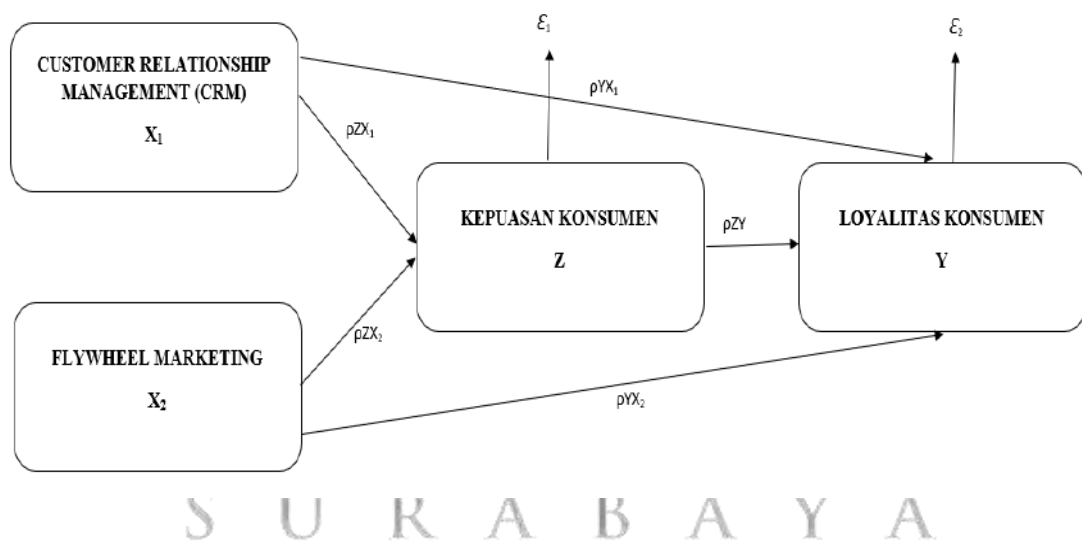 ε₁
ε₂
CUSTOMER RELATIONSHIP
MANAGEMENT (CRM)
X₁
ρYX₁
ρZX₁
KEPUASAN KONSUMEN
Z
ρZY
LOYALITAS KONSUMEN
Y
ρZX₂
FLYWHEEL MARKETING
X₂
ρYX₂
SURABAYA